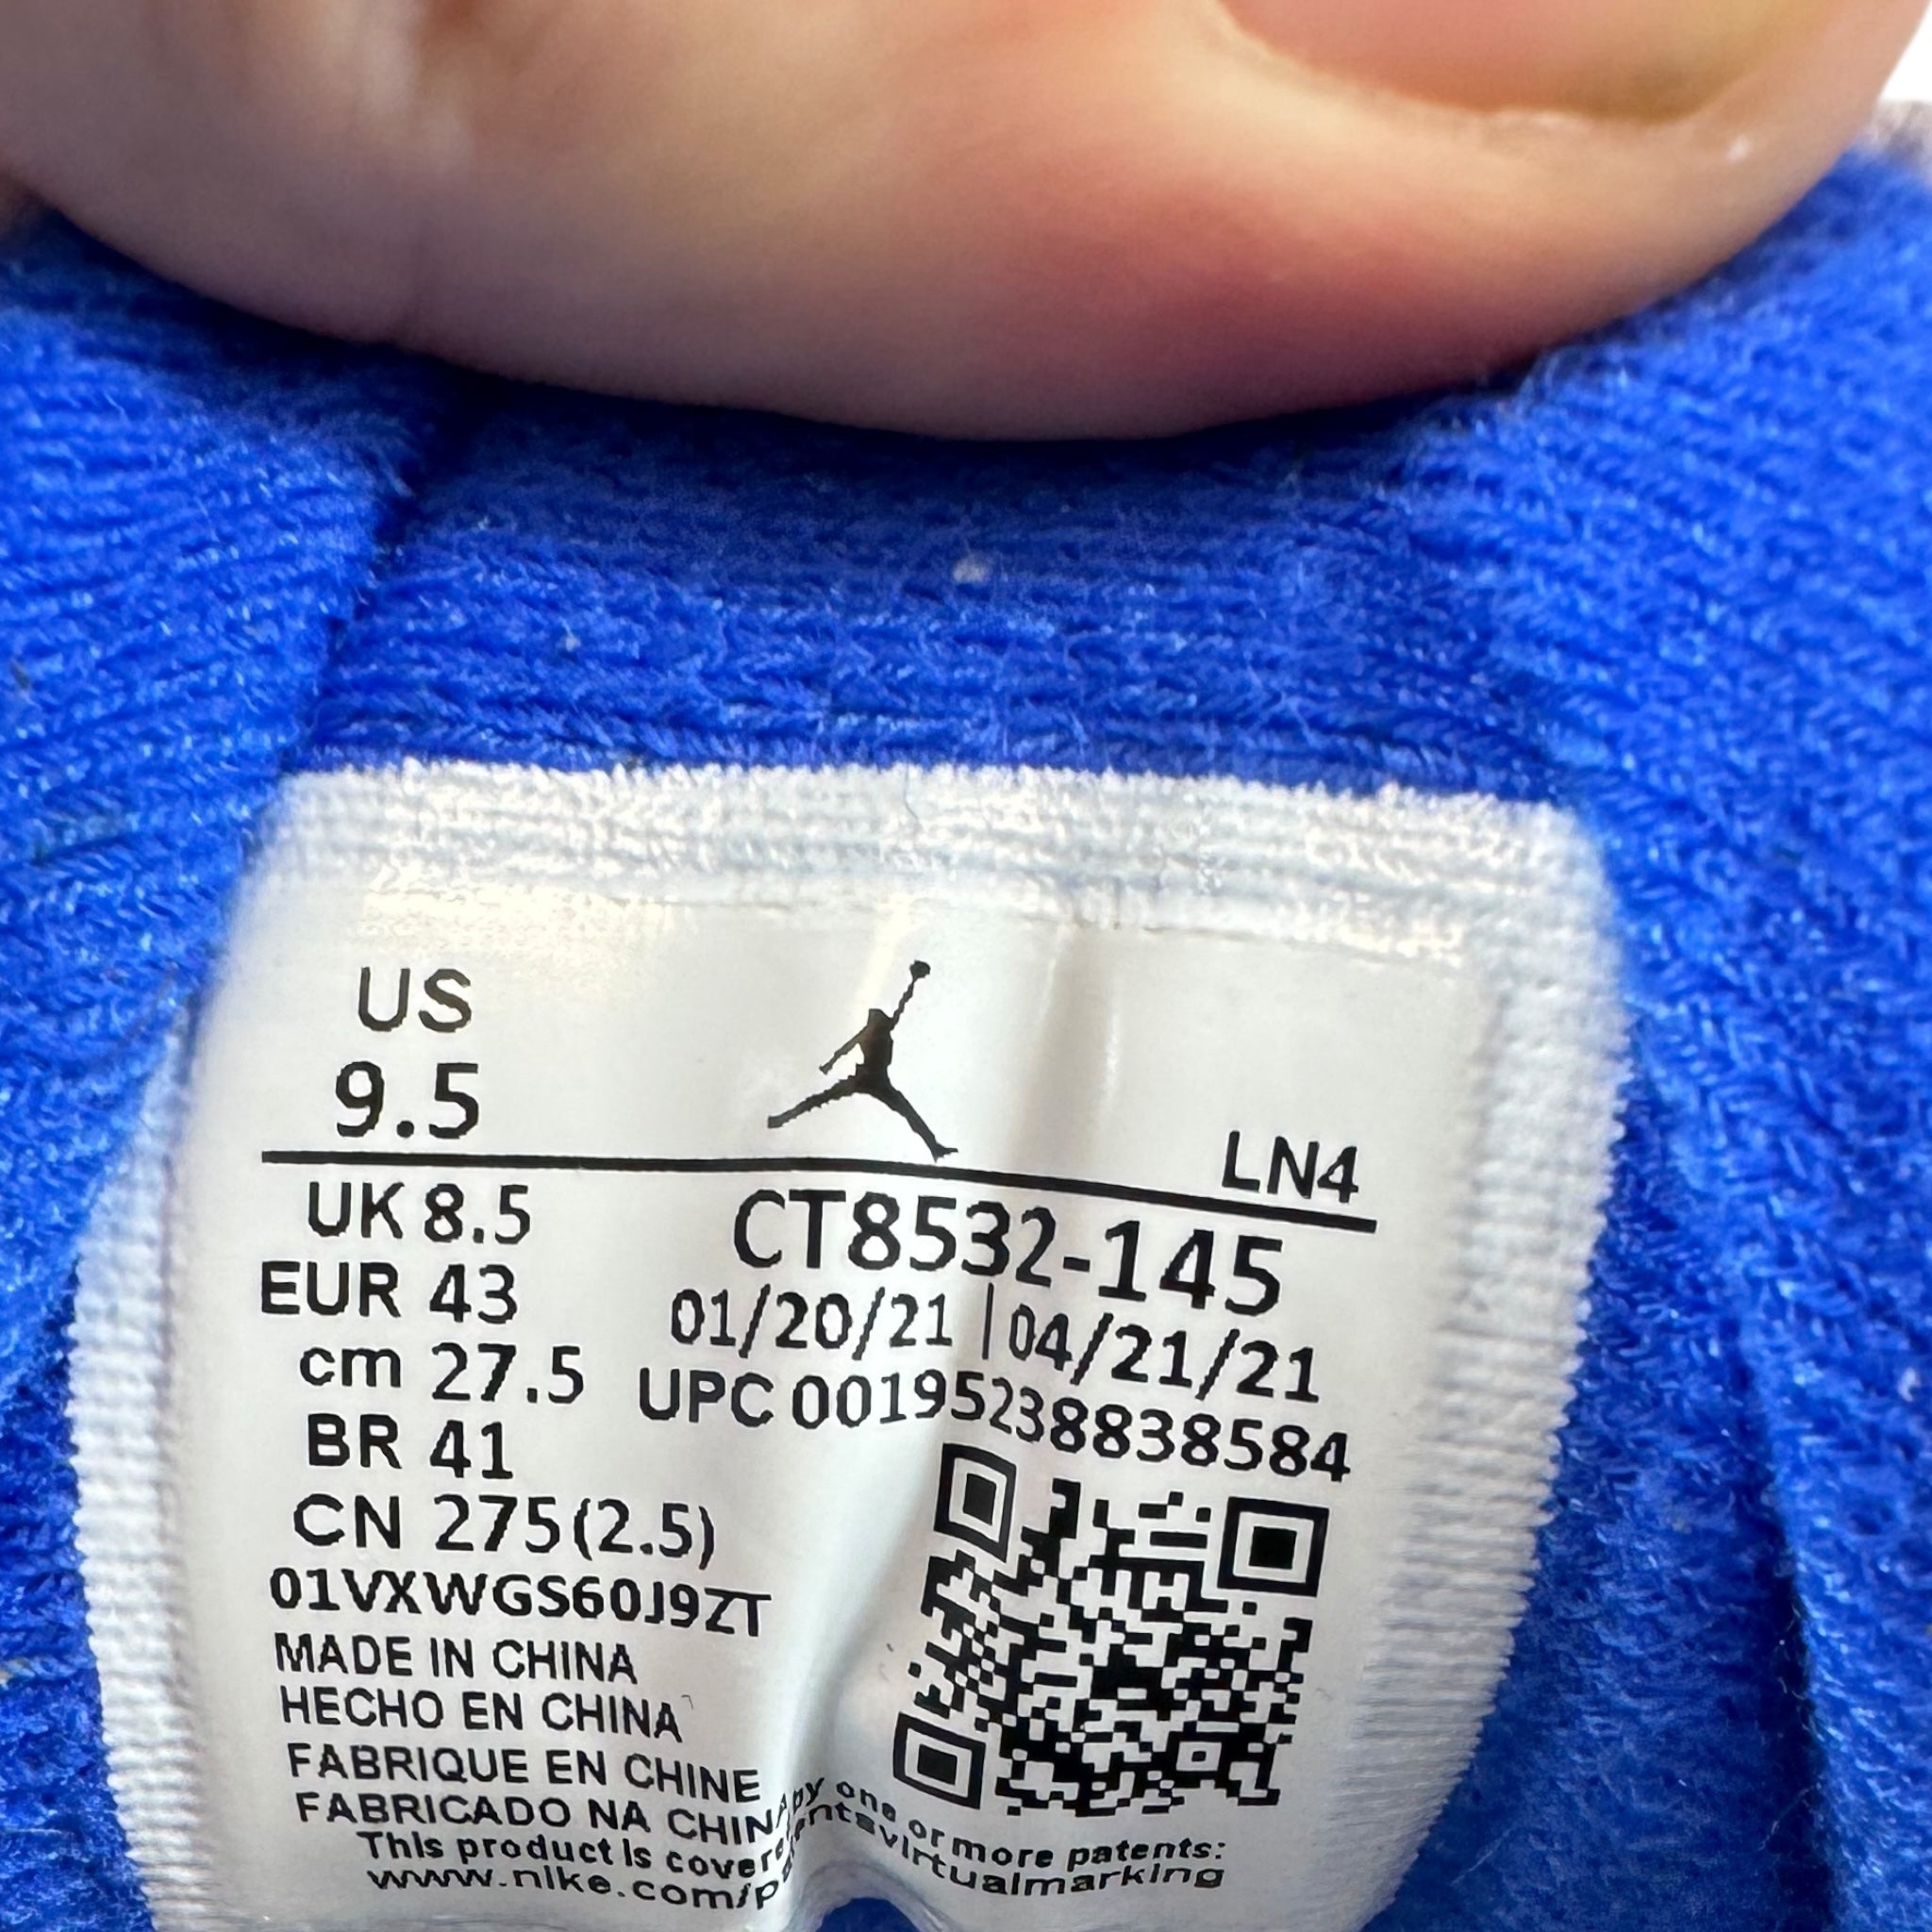 US
9.5
LN4
UK 8.5
EUR 43
cm 27.5
BR 41
CN 275(2.5)
CT8532-145
01/20/21 | 04/21/21
UPC 00195238838584
01VXWGS60J9ZT
MADE IN CHINA
HECHO EN CHINA
FABRIQUE EN CHINE
FABRICADO NA CHINA
This product is covered by one or more patents:
www.nike.com/patentsvirtualmarking